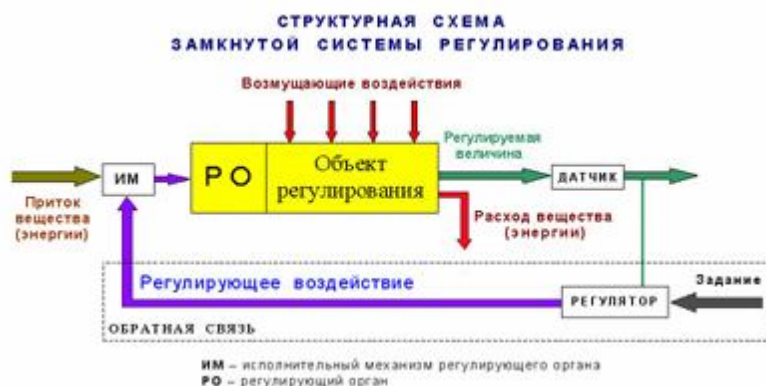 СТРУКТУРНАЯ СХЕМА
ЗАМКНУТОЙ СИСТЕМЫ РЕГУЛИРОВАНИЯ
Возмущающие воздействия
Регулируемая
величина
ИМ
РО
Объект
регулирования
ДАТЧИК
Приток
вещества
(энергии)
Расход вещества
(энергии)
Регулирующее воздействие
РЕГУЛЯТОР
Задание
ОБРАТНАЯ СВЯЗЬ
ИМ – исполнительный механизм регулирующего органа
РО – регулирующий орган